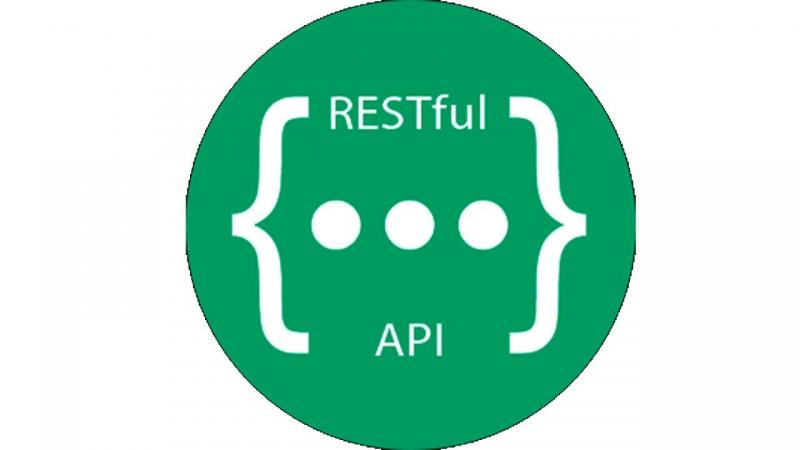 RESTful
{...}
API